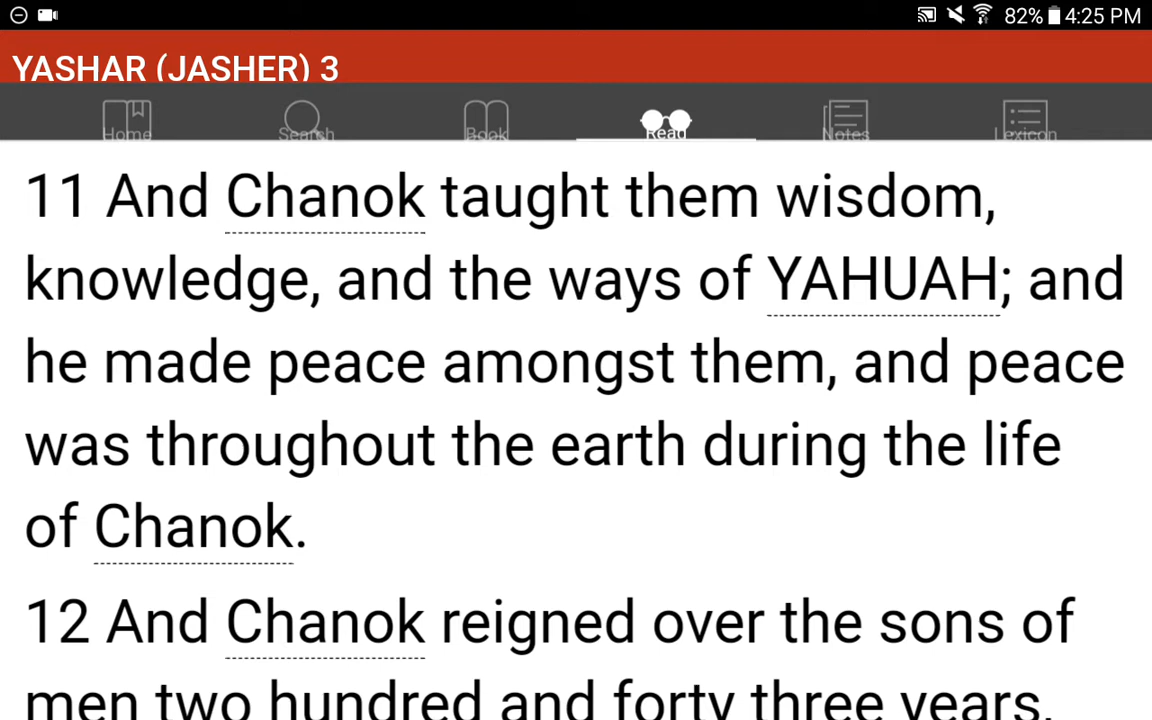 82% 4:25 PM
YASHAR (JASHER) 3
Home Search Book Read Notes Lexicon
11 And Chanok taught them wisdom,
knowledge, and the ways of YAHUAH; and
he made peace amongst them, and peace
was throughout the earth during the life
of Chanok.
12 And Chanok reigned over the sons of
men two hundred and forty three years,